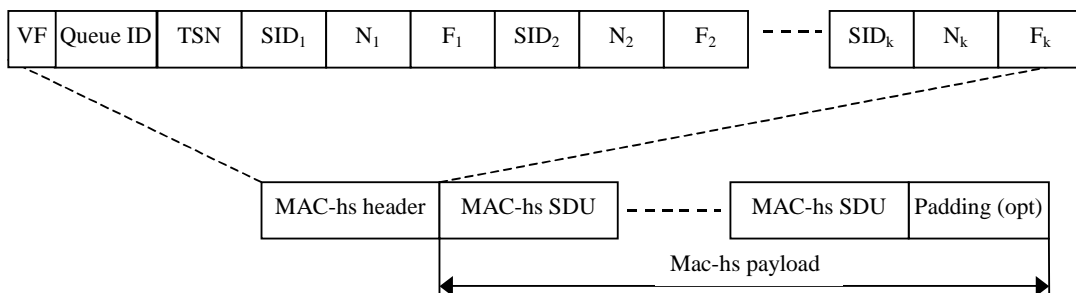 VF Queue ID TSN SID₁ N₁ F₁ SID₂ N₂ F₂ SIDₖ Nₖ Fₖ
MAC-hs header MAC-hs SDU MAC-hs SDU Padding (opt)
Mac-hs payload